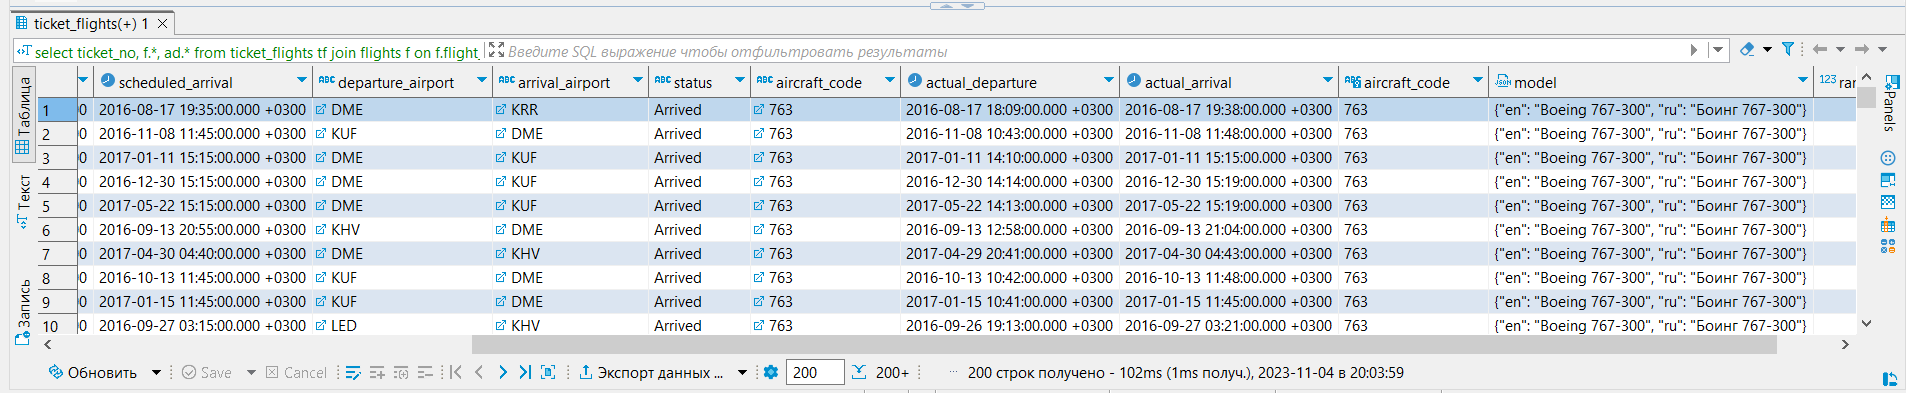 ticket_flights(+) 1
select ticket_no, f.*, ad.* from ticket_flights tf join flights f on f.flight_ Введите SQL выражение чтобы отфильтровать результаты
Таблица
Текст
Запись
scheduled_arrival departure_airport arrival_airport status aircraft_code actual_departure actual_arrival aircraft_code model 123 ran
1 00 2016-08-17 19:35:00.000 +0300 DME KRR Arrived 763 2016-08-17 18:09:00.000 +0300 2016-08-17 19:38:00.000 +0300 763 {"en": "Boeing 767-300", "ru": "Боинг 767-300"}
2 00 2016-11-08 11:45:00.000 +0300 KUF DME Arrived 763 2016-11-08 10:43:00.000 +0300 2016-11-08 11:48:00.000 +0300 763 {"en": "Boeing 767-300", "ru": "Боинг 767-300"}
3 00 2017-01-11 15:15:00.000 +0300 DME KUF Arrived 763 2017-01-11 14:10:00.000 +0300 2017-01-11 15:15:00.000 +0300 763 {"en": "Boeing 767-300", "ru": "Боинг 767-300"}
4 00 2016-12-30 15:15:00.000 +0300 DME KUF Arrived 763 2016-12-30 14:14:00.000 +0300 2016-12-30 15:19:00.000 +0300 763 {"en": "Boeing 767-300", "ru": "Боинг 767-300"}
5 00 2017-05-22 15:15:00.000 +0300 DME KUF Arrived 763 2017-05-22 14:13:00.000 +0300 2017-05-22 15:19:00.000 +0300 763 {"en": "Boeing 767-300", "ru": "Боинг 767-300"}
6 00 2016-09-13 20:55:00.000 +0300 KHV DME Arrived 763 2016-09-13 12:58:00.000 +0300 2016-09-13 21:04:00.000 +0300 763 {"en": "Boeing 767-300", "ru": "Боинг 767-300"}
7 00 2017-04-30 04:40:00.000 +0300 DME KHV Arrived 763 2017-04-29 20:41:00.000 +0300 2017-04-30 04:43:00.000 +0300 763 {"en": "Boeing 767-300", "ru": "Боинг 767-300"}
8 00 2016-10-13 11:45:00.000 +0300 KUF DME Arrived 763 2016-10-13 10:42:00.000 +0300 2016-10-13 11:48:00.000 +0300 763 {"en": "Boeing 767-300", "ru": "Боинг 767-300"}
9 00 2017-01-15 11:45:00.000 +0300 KUF DME Arrived 763 2017-01-15 10:41:00.000 +0300 2017-01-15 11:45:00.000 +0300 763 {"en": "Boeing 767-300", "ru": "Боинг 767-300"}
10 00 2016-09-27 03:15:00.000 +0300 LED KHV Arrived 763 2016-09-26 19:13:00.000 +0300 2016-09-27 03:21:00.000 +0300 763 {"en": "Boeing 767-300", "ru": "Боинг 767-300"}
Panels
Обновить Save Cancel Экспорт данных ... 200 200+ 200 строк получено - 102ms (1ms получ.), 2023-11-04 в 20:03:59